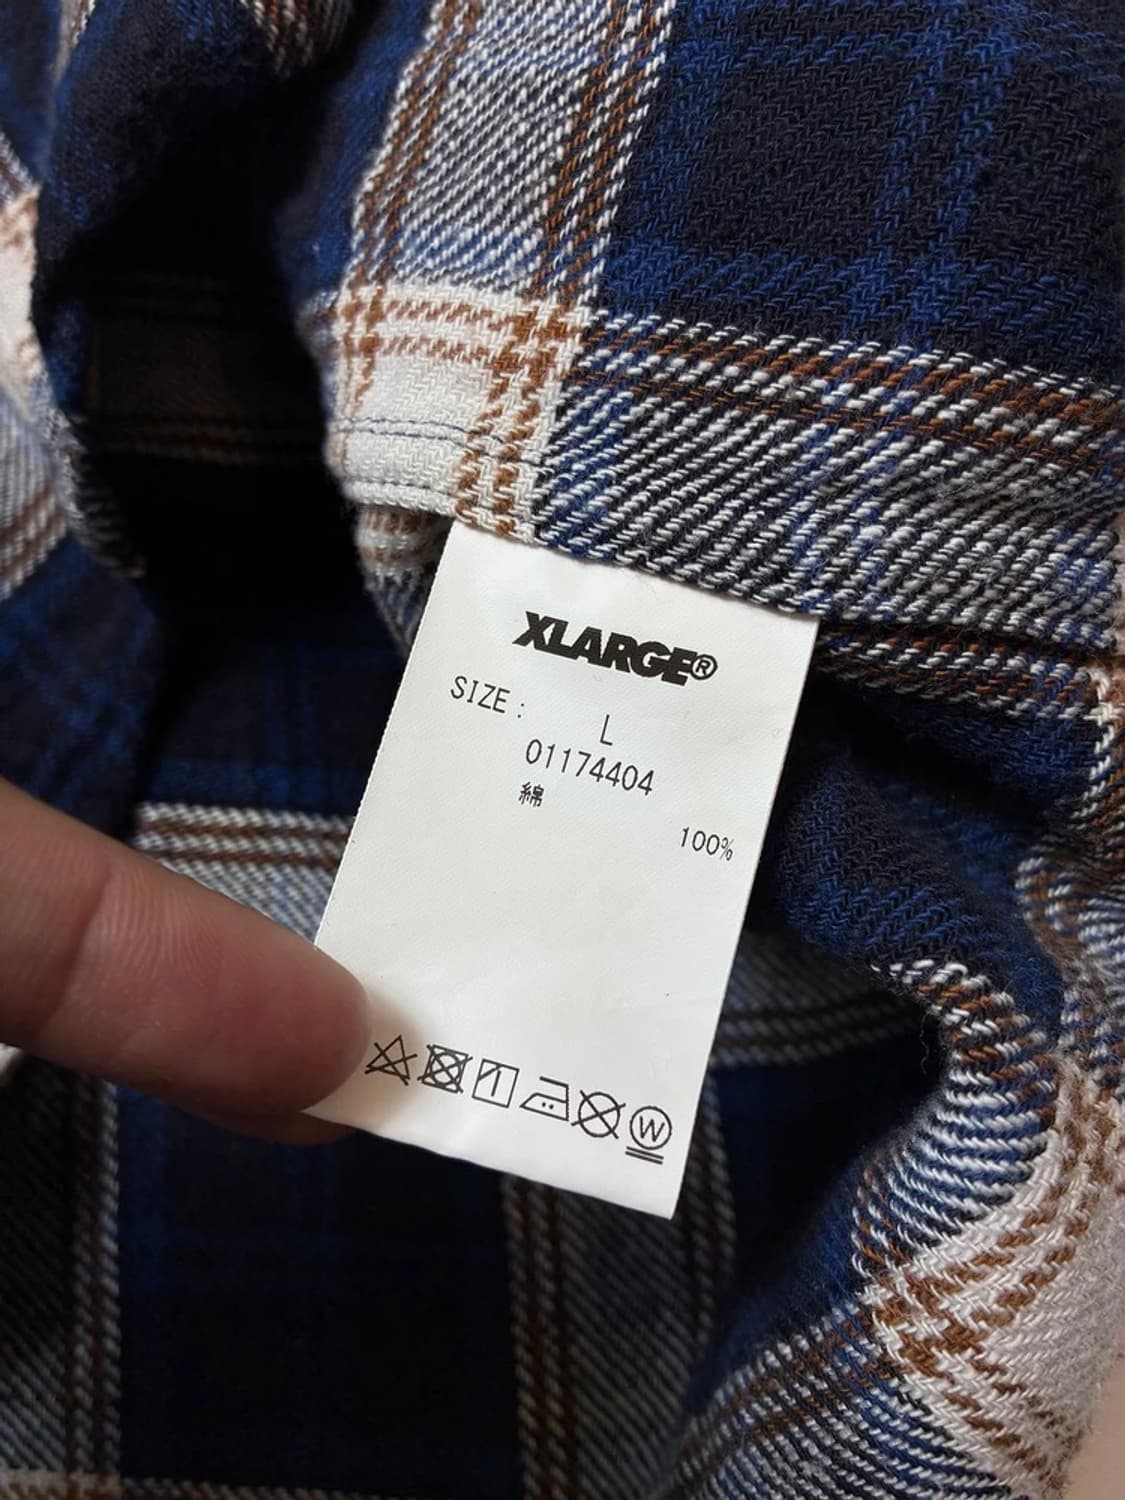 XLARGE®
SIZE: L
01174404
綿
100%
W